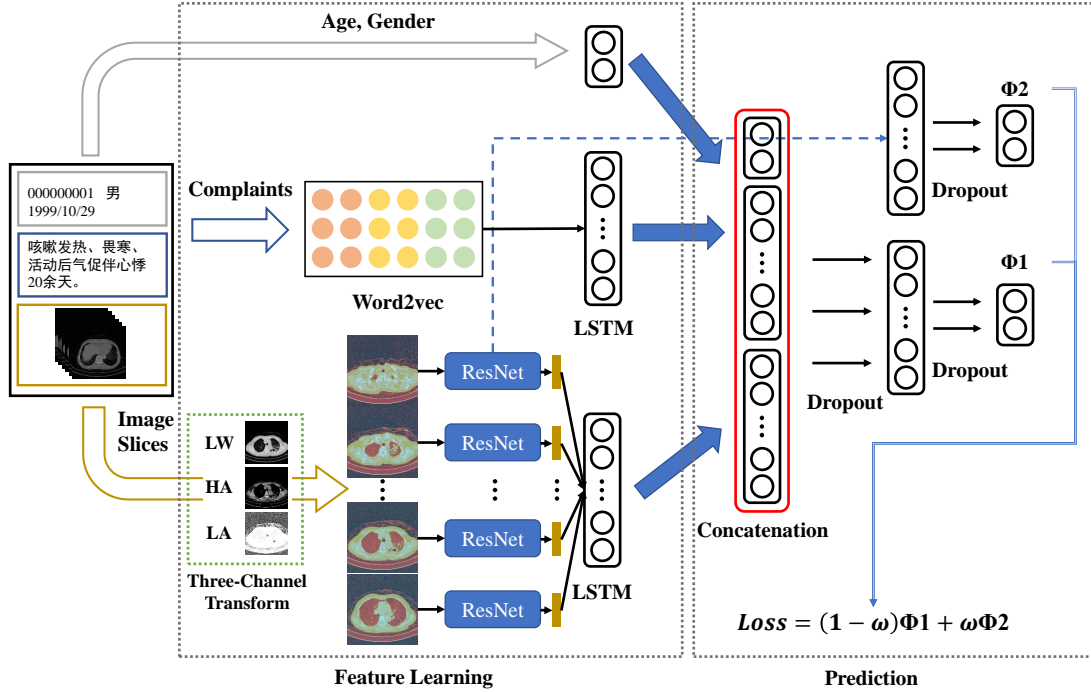 Age, Gender
000000001 男
1999/10/29
咳嗽发热、畏寒、
活动后气促伴心悸
20余天。
Complaints
Word2vec
LSTM
Image
Slices
LW
HA
LA
Three-Channel
Transform
ResNet
ResNet
ResNet
ResNet
LSTM
Feature Learning
Concatenation
Dropout
Dropout
Φ2
Dropout
Φ1
Loss = (1 − ω)Φ1 + ωΦ2
Prediction